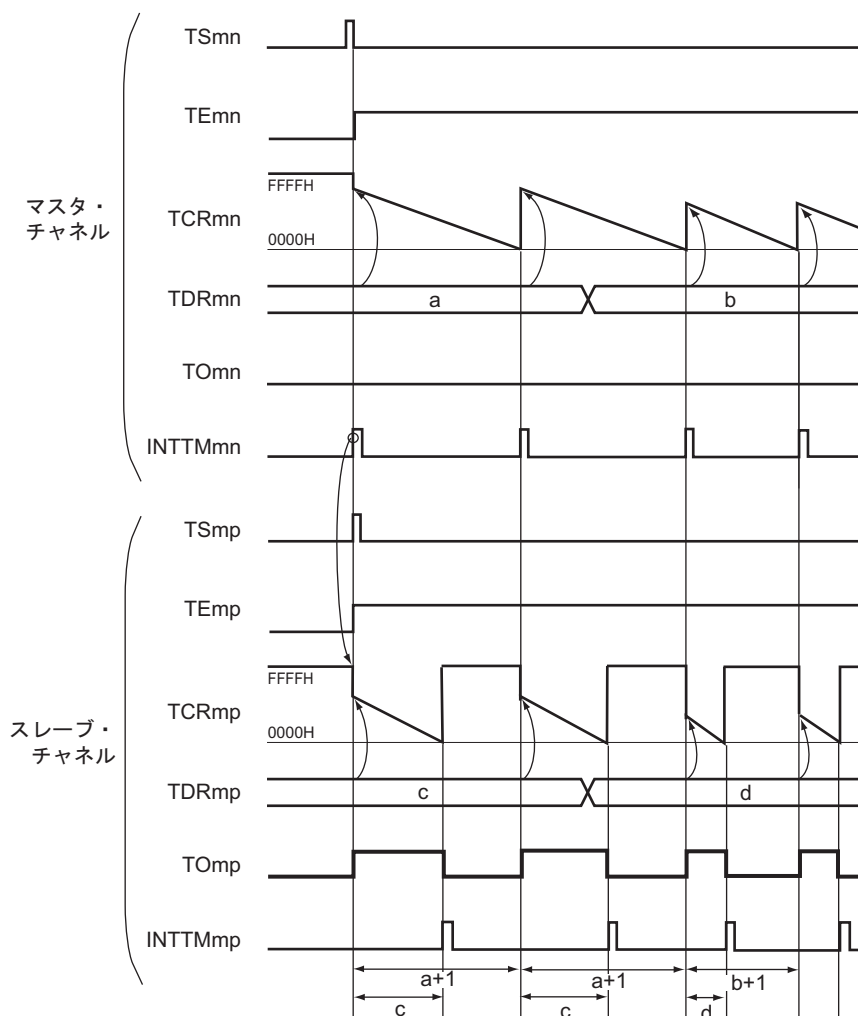 TSmn
TEmn
マスタ・
チャネル
TCRmn
FFFFH
0000H
TDRmn
a
b
TOmn
INTTMmn
TSmp
TEmp
スレーブ・
チャネル
TCRmp
FFFFH
0000H
TDRmp
c
d
TOmp
INTTMmp
a+1
a+1
b+1
c
c
d